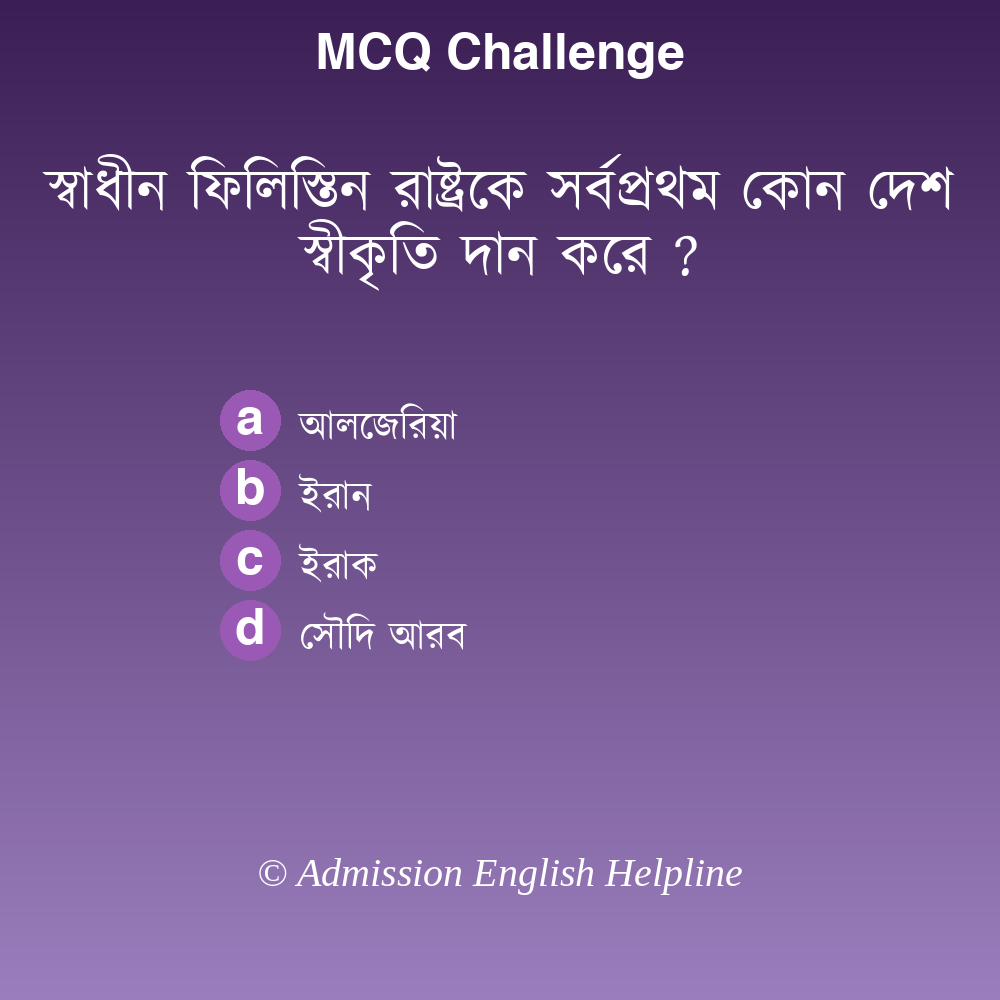 MCQ Challenge
স্বাধীন ফিলিস্তিন রাষ্ট্রকে সর্বপ্রথম কোন দেশ
স্বীকৃতি দান করে ?
a আলজেরিয়া
b ইরান
c ইরাক
d সৌদি আরব
© Admission English Helpline